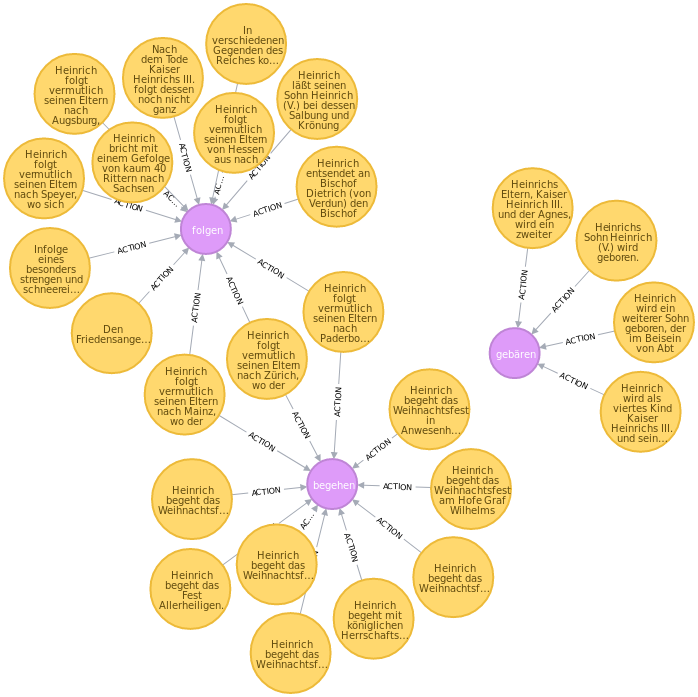 In
verschiedenen
Gegenden des
Reiches ko…
Nach
dem Tode
Kaiser
Heinrichs III.
folgt dessen
noch nicht
ganz
Heinrich
folgt
vermutlich
seinen Eltern
nach
Augsburg,
Heinrich
läßt seinen
Sohn Heinrich
(V.) bei dessen
Salbung und
Krönung
Heinrich
folgt
vermutlich
seinen Eltern
von Hessen
aus nach
Heinrich
bricht mit
einem Gefolge
von kaum 40
Rittern nach
Sachsen
Heinrich
folgt
vermutlich
seinen Eltern
nach Speyer,
wo sich
Heinrich
entsendet an
Bischof
Dietrich (von
Verdun) den
Bischof
ACTION
ACTION
AC…
AC…
ACTION
ACTION
folgen
Infolge
eines
besonders
strengen und
schneerei…
ACTION
ACTION
ACTION
ACTION
ACTION
Den
Friedensange…
Heinrich
folgt
vermutlich
seinen Eltern
nach
Paderbo…
Heinrich
folgt
vermutlich
seinen Eltern
nach Zürich,
wo der
Heinrich
folgt
vermutlich
seinen Eltern
nach Mainz,
wo der
ACTION
ACTION
ACTION
Heinrich
begeht das
Weihnachtsfest
in
Anwesenh…
ACTION
begehen
ACTION
ACTION
Heinrich
begeht das
Weihnachtsfest
am Hofe Graf
Wilhelms
Heinrich
begeht das
Weihnachtsf…
AC…
ACTION
ACTION
Heinrich
begeht das
Weihnachtsf…
Heinrich
begeht das
Fest
Allerheiligen.
Heinrich
begeht das
Weihnachtsf…
Heinrich
begeht mit
königlichen
Herrschafts…
Heinrich
begeht das
Weihnachtsf…
Heinrichs
Eltern, Kaiser
Heinrich III.
und der Agnes,
wird ein
zweiter
Heinrichs
Sohn Heinrich
(V.) wird
geboren.
ACTION
ACTION
Heinrich
wird ein
weiterer Sohn
geboren, der
im Beisein
von Abt
ACTION
gebären
ACTION
Heinrich
wird als
viertes Kind
Kaiser
Heinrichs III.
und sein…